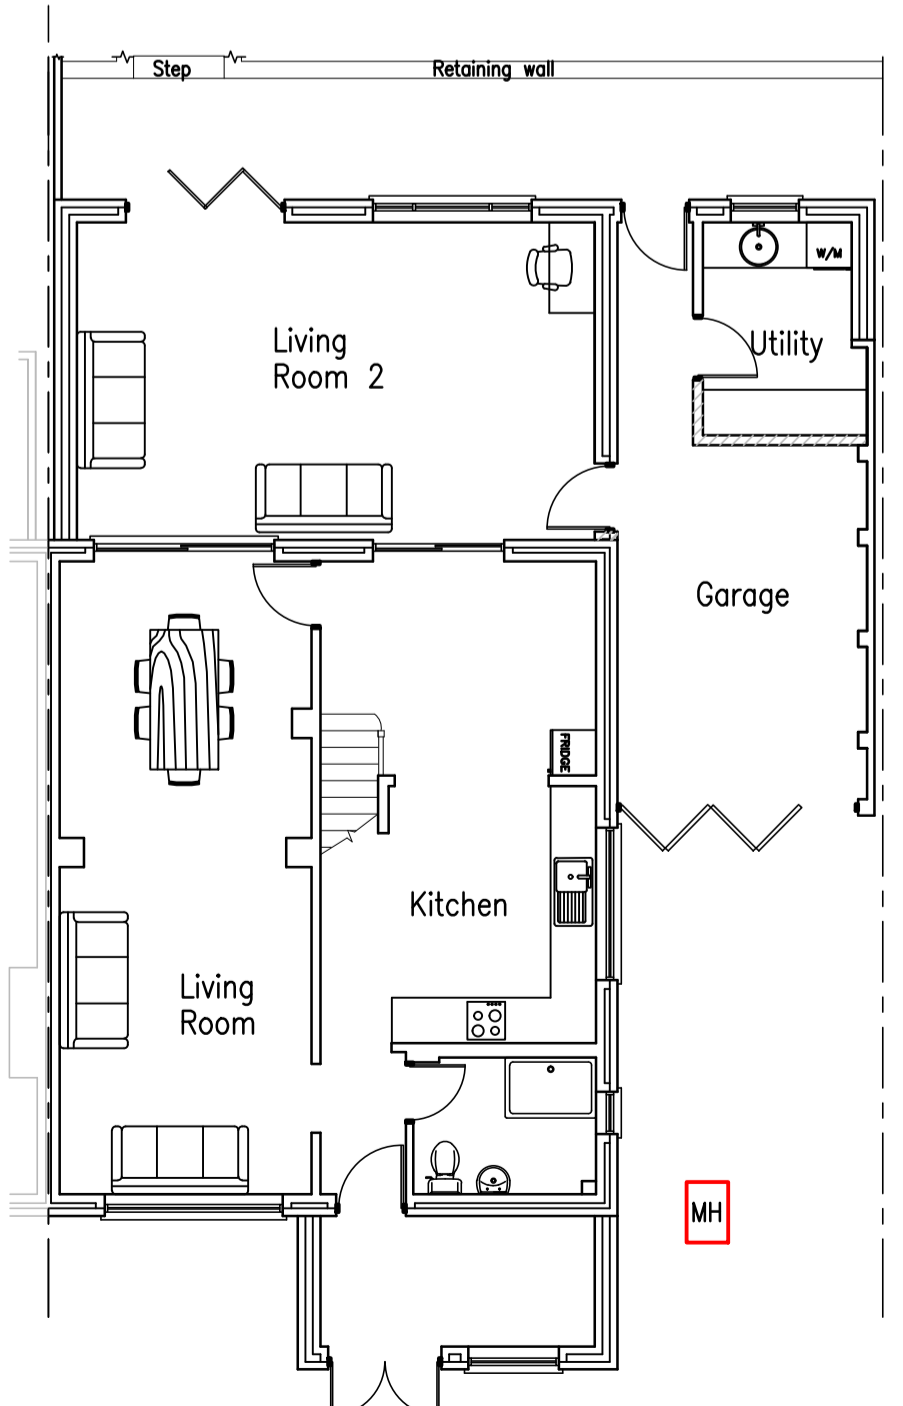 Step
Retaining wall
W/M
Living
Room 2
Utility
Garage
FRIDGE
Kitchen
Living
Room
MH